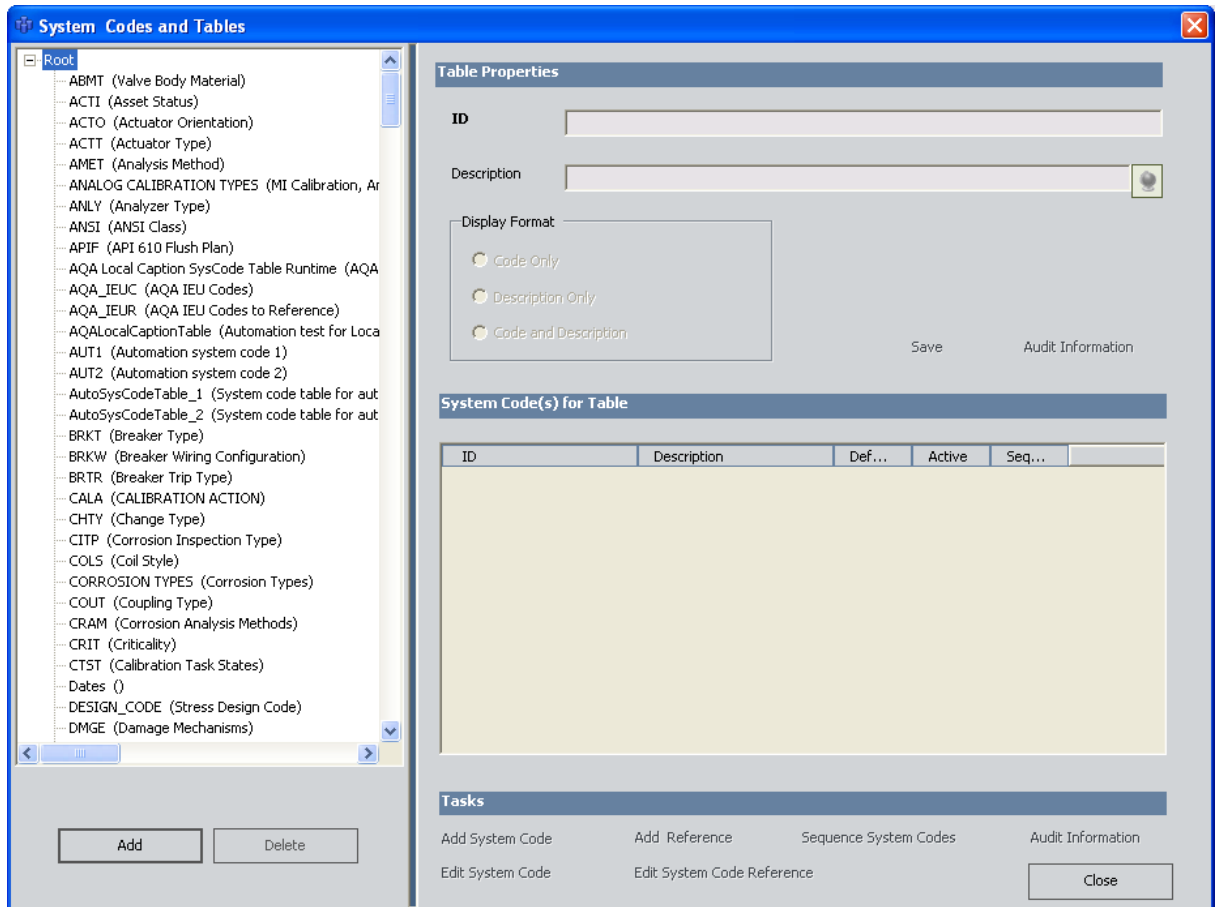 System Codes and Tables
Root
ABMT (Valve Body Material)
ACTI (Asset Status)
ACTO (Actuator Orientation)
ACTT (Actuator Type)
AMET (Analysis Method)
ANALOG CALIBRATION TYPES (MI Calibration, Ar
ANLY (Analyzer Type)
ANSI (ANSI Class)
APIF (API 610 Flush Plan)
AQA Local Caption SysCode Table Runtime (AQA
AQA_IEUC (AQA IEU Codes)
AQA_IEUR (AQA IEU Codes to Reference)
AQALocalCaptionTable (Automation test for Loca
AUT1 (Automation system code 1)
AUT2 (Automation system code 2)
AutoSysCodeTable_1 (System code table for aut
AutoSysCodeTable_2 (System code table for aut
BRKT (Breaker Type)
BRKW (Breaker Wiring Configuration)
BRTR (Breaker Trip Type)
CALA (CALIBRATION ACTION)
CHTY (Change Type)
CITP (Corrosion Inspection Type)
COLS (Coil Style)
CORROSION TYPES (Corrosion Types)
COUT (Coupling Type)
CRAM (Corrosion Analysis Methods)
CRIT (Criticality)
CTST (Calibration Task States)
Dates ()
DESIGN_CODE (Stress Design Code)
DMGE (Damage Mechanisms)
Add Delete
Table Properties
ID
Description
Display Format
Code Only
Description Only
Code and Description
Save Audit Information
System Code(s) for Table
ID Description Def... Active Seq...
Tasks
Add System Code Add Reference Sequence System Codes Audit Information
Edit System Code Edit System Code Reference Close